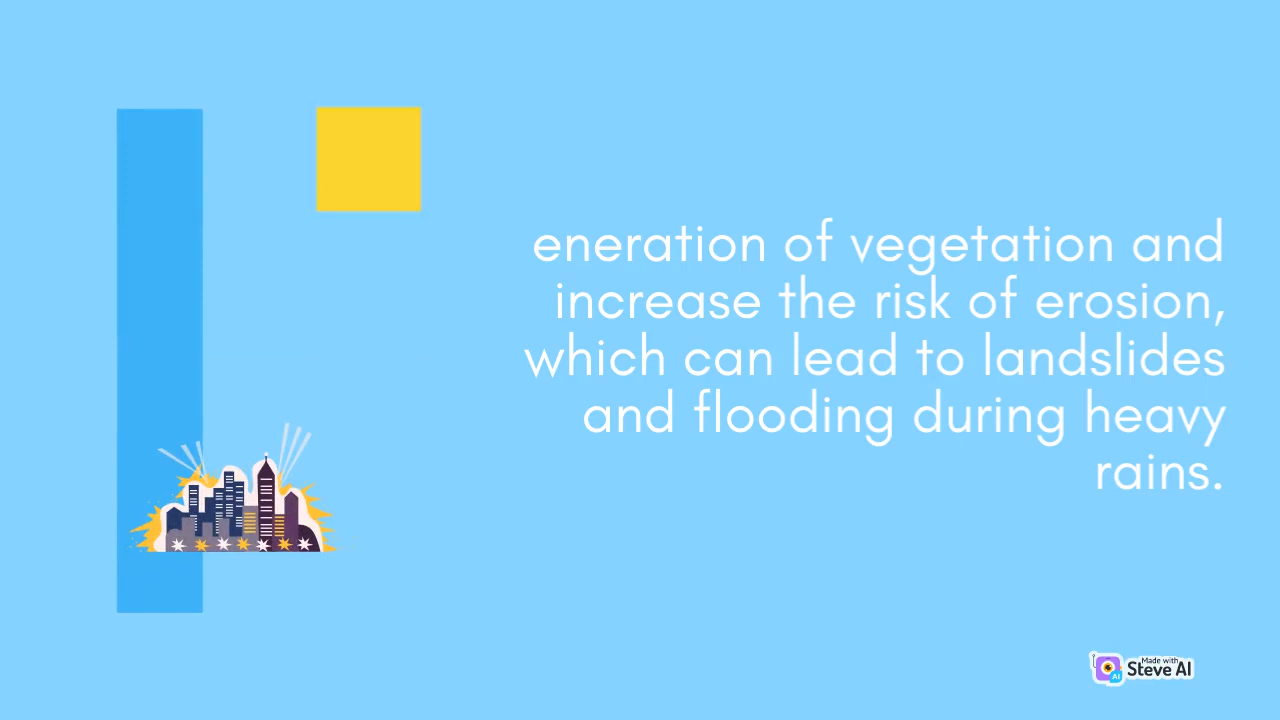 eneration of vegetation and
increase the risk of erosion,
which can lead to landslides
and flooding during heavy
rains.
Made with
Steve AI
AI